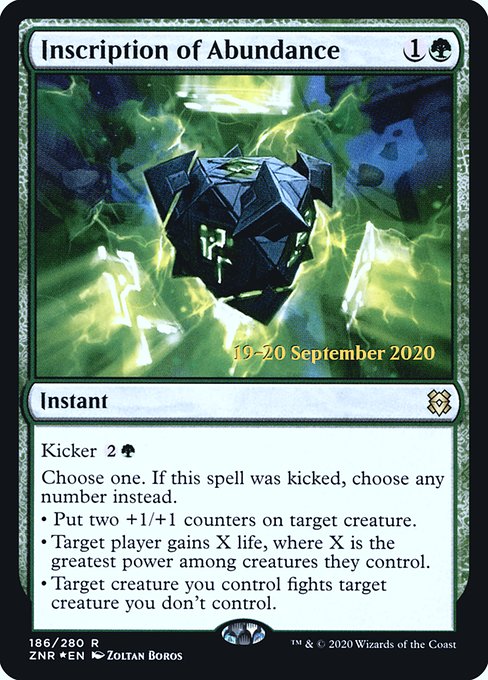 Inscription of Abundance 1
19–20 September 2020
Instant
Kicker 2
Choose one. If this spell was kicked, choose any
number instead.
• Put two +1/+1 counters on target creature.
• Target player gains X life, where X is the
greatest power among creatures they control.
• Target creature you control fights target
creature you don't control.
186/280 R
ZNR ★ EN Zoltan Boros
™ & © 2020 Wizards of the Coast